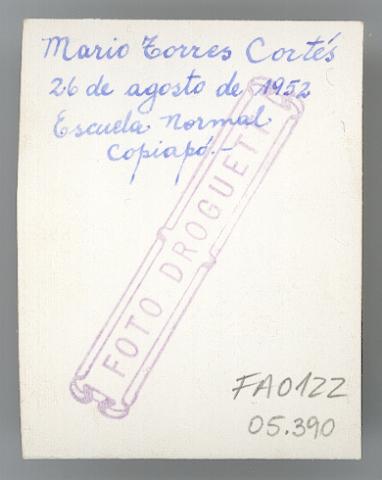 Mario Torres Cortés
26 de agosto de 1952
Escuela Normal
Copiapó.-
FOTO DROGUETT
FA0122
05.390